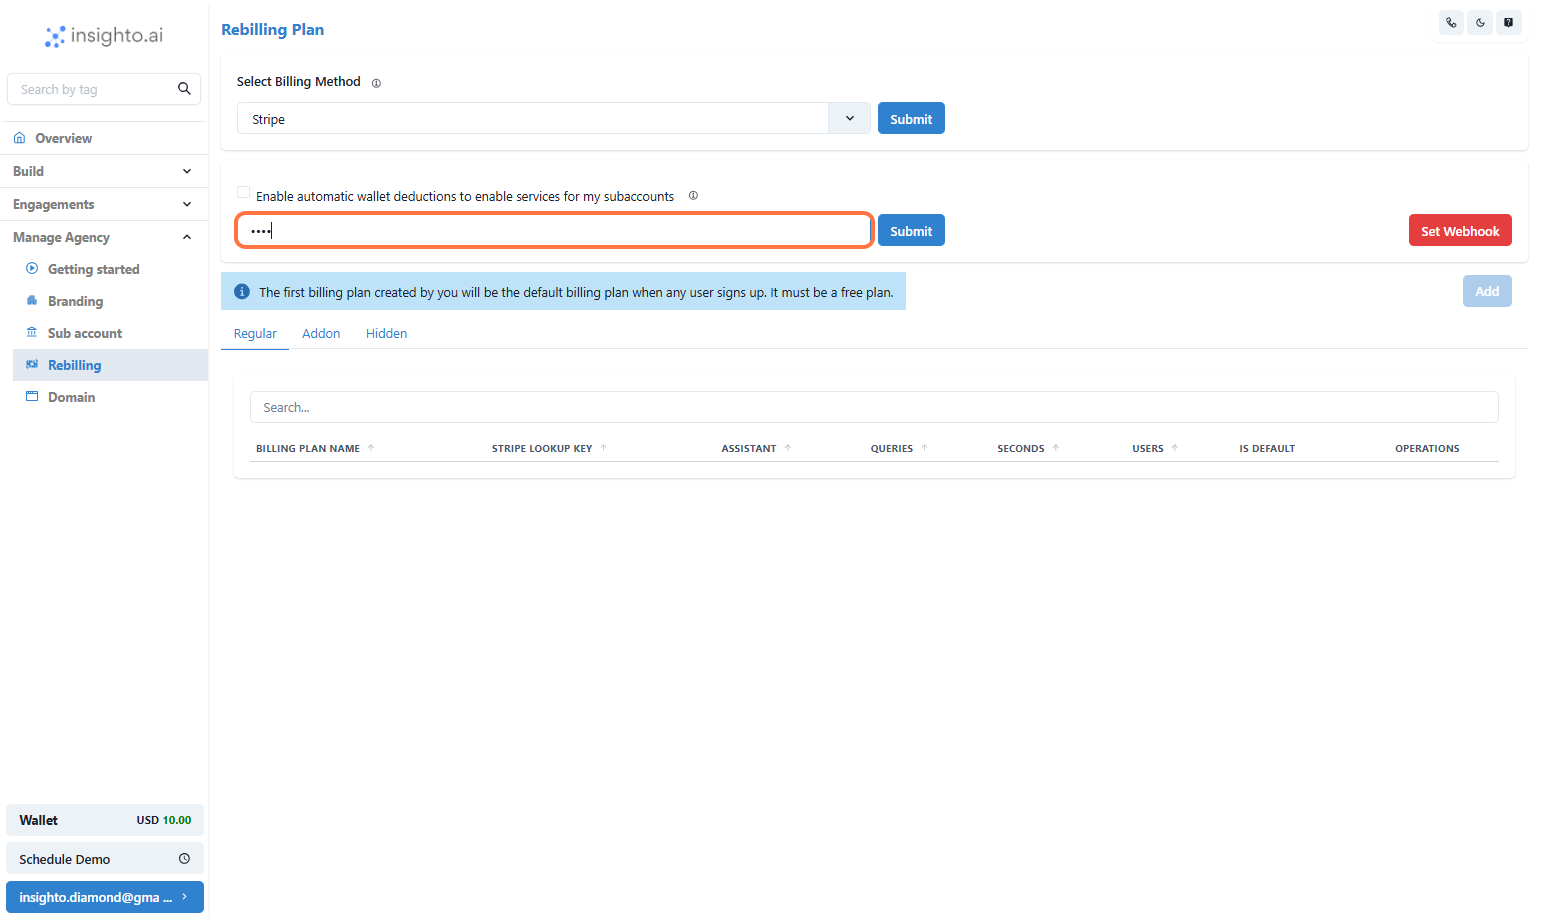 insighto.ai
Rebilling Plan
Search by tag
Select Billing Method
Stripe
Submit
Overview
Build
Engagements
Manage Agency
Getting started
Branding
Sub account
Rebilling
Domain
Enable automatic wallet deductions to enable services for my subaccounts
••••
Submit
Set Webhook
The first billing plan created by you will be the default billing plan when any user signs up. It must be a free plan.
Add
Regular Addon Hidden
Search...
BILLING PLAN NAME STRIPE LOOKUP KEY ASSISTANT QUERIES SECONDS USERS IS DEFAULT OPERATIONS
Wallet USD 10.00
Schedule Demo
insighto.diamond@gma ...